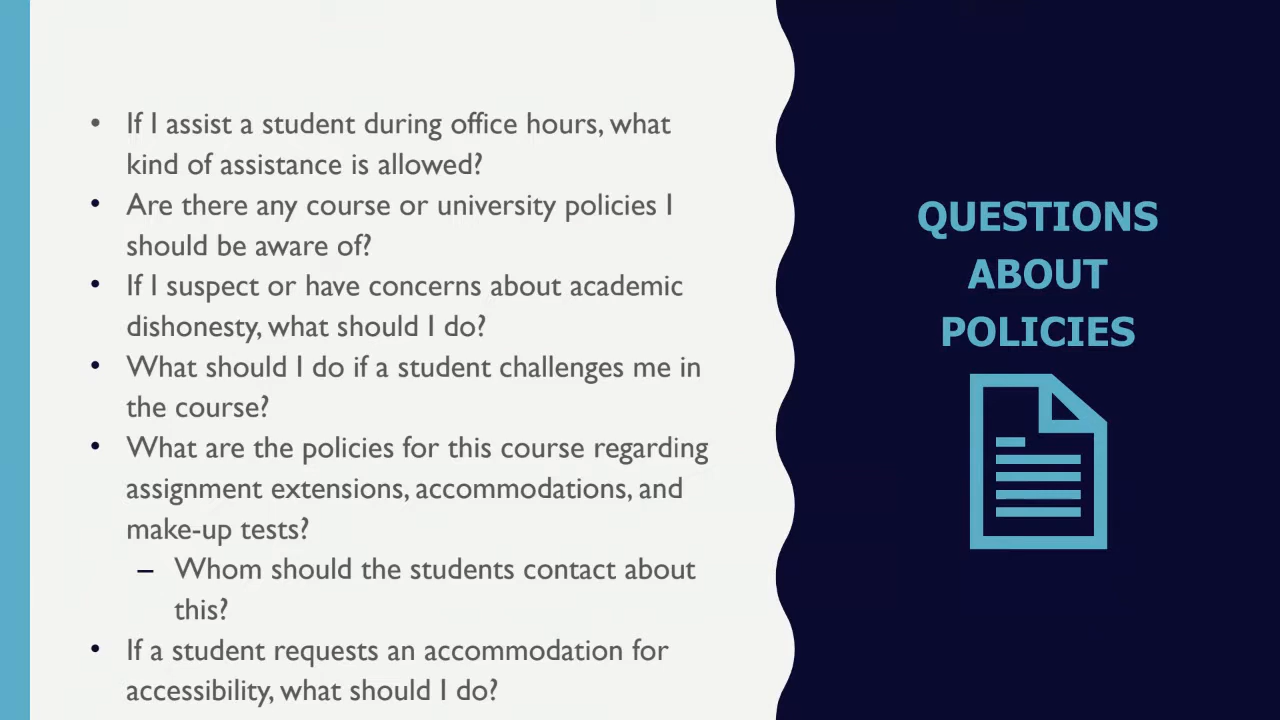 • If I assist a student during office hours, what
kind of assistance is allowed?
• Are there any course or university policies I
should be aware of?
• If I suspect or have concerns about academic
dishonesty, what should I do?
• What should I do if a student challenges me in
the course?
• What are the policies for this course regarding
assignment extensions, accommodations, and
make-up tests?
– Whom should the students contact about
this?
• If a student requests an accommodation for
accessibility, what should I do?
QUESTIONS
ABOUT
POLICIES